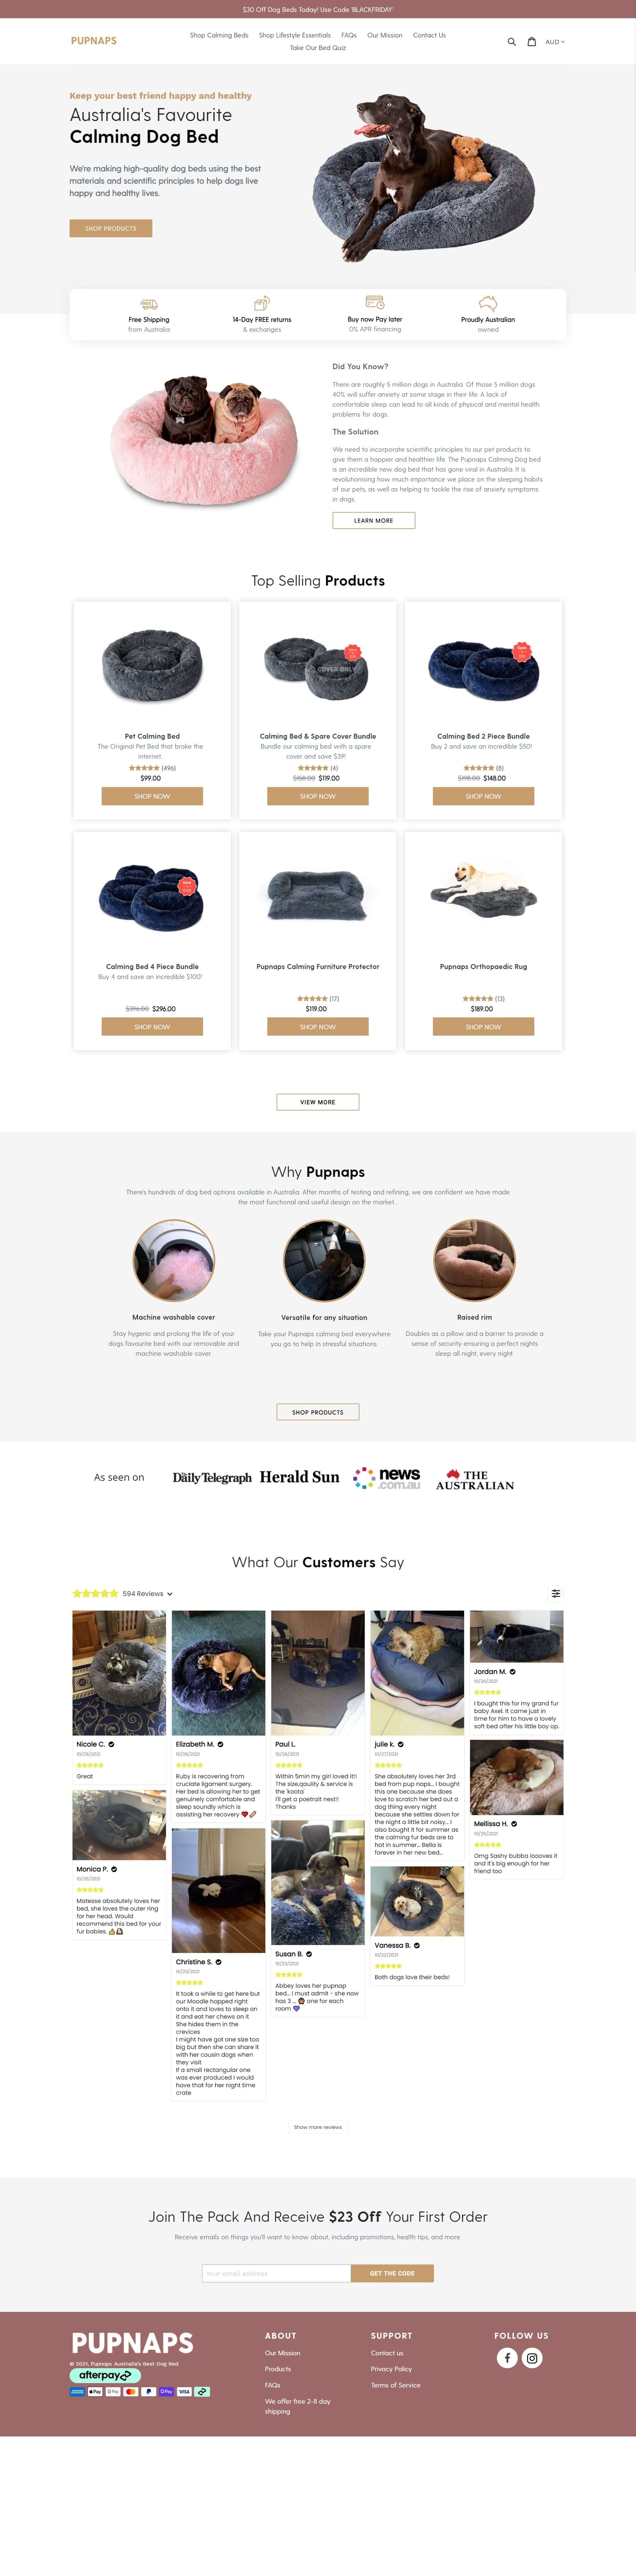 $30 Off Dog Beds Today! Use Code 'BLACKFRIDAY'
PUPNAPS
Shop Calming Beds
Shop Lifestyle Essentials
FAQs
Our Mission
Contact Us
Take Our Bed Quiz
AUD
Keep your best friend happy and healthy
Australia's Favourite
Calming Dog Bed
We're making high-quality dog beds using the best
materials and scientific principles to help dogs live
happy and healthy lives.
SHOP PRODUCTS
Free Shipping
from Australia
14-Day FREE returns
& exchanges
Buy now Pay later
0% APR financing
Proudly Australian
owned
Did You Know?
There are roughly 5 million dogs in Australia. Of those 5 million dogs
40% will suffer anxiety at some stage in their life. A lack of
comfortable sleep can lead to all kinds of physical and mental health
problems for dogs.
The Solution
We need to incorporate scientific principles to our pet products to
give them a happier and healthier life. The Pupnaps Calming Dog bed
is an incredible new dog bed that has gone viral in Australia. It is
revolutionising how much importance we place on the sleeping habits
of our pets, as well as helping to tackle the rise of anxiety symptoms
in dogs.
LEARN MORE
Top Selling Products
COVER ONLY
Pet Calming Bed
The Original Pet Bed that broke the
internet.
(496)
$99.00
SHOP NOW
Calming Bed & Spare Cover Bundle
Bundle our calming bed with a spare
cover and save $39!
(4)
$158.00 $119.00
SHOP NOW
Calming Bed 2 Piece Bundle
Buy 2 and save an incredible $50!
(8)
$198.00 $148.00
SHOP NOW
Calming Bed 4 Piece Bundle
Buy 4 and save an incredible $100!
$396.00 $296.00
SHOP NOW
Pupnaps Calming Furniture Protector
(17)
$119.00
SHOP NOW
Pupnaps Orthopaedic Rug
(13)
$189.00
SHOP NOW
VIEW MORE
Why Pupnaps
There's hundreds of dog bed options available in Australia. After months of testing and refining, we are confident we have made
the most functional and useful design on the market...
Machine washable cover
Stay hygenic and prolong the life of your
dogs favourite bed with our removable and
machine washable cover.
Versatile for any situation
Take your Pupnaps calming bed everywhere
you go to help in stressful situations.
Raised rim
Doubles as a pillow and a barrier to provide a
sense of security ensuring a perfect nights
sleep all night, every night
SHOP PRODUCTS
As seen on
The Daily Telegraph
Herald Sun
news
.com.au
THE
AUSTRALIAN
What Our Customers Say
594 Reviews
Nicole C.
10/29/2021
Great
Monica P.
10/26/2021
Matesse absolutely loves her
bed, she loves the outer ring
for her head. Would
recommend this bed for your
fur babies.
Elizabeth M.
10/28/2021
Ruby is recovering from
cruciate ligament surgery.
Her bed is allowing her to get
genuinely comfortable and
sleep soundly which is
assisting her recovery
Christine S.
10/23/2021
It took a while to get here but
our Moodle hopped right
onto it and loves to sleep on
it and eat her chews on it
She hides them in the
crevices
I might have got one size too
big but then she can share it
with her cousin dogs when
they visit
If a small rectangular one
was ever produced I would
have that for her night time
crate
Paul L.
10/28/2021
Within 5min my girl loved it!!
The size,qaulity & service is
the 'koota'
I'll get a poetrait next!!
Thanks
Susan B.
10/23/2021
Abbey loves her pupnap
bed... I must admit - she now
has 3 ... one for each
room
julie k.
10/27/2021
She absolutely loves her 3rd
bed from pup naps... I bought
this one because she does
love to scratch her bed out a
dog thing every night
because she settles down for
the night a little bit noisy... I
also bought it for summer as
the calming fur beds are to
hot in summer... Bella is
forever in her new bed...
Vanessa B.
10/22/2021
Both dogs love their beds!
Jordan M.
10/26/2021
I bought this for my grand fur
baby Axel. It came just in
time for him to have a lovely
soft bed after his little boy op.
Mellissa H.
10/26/2021
Omg Sashy bubba loooves it
and it's big enough for her
friend too
Show more reviews
Join The Pack And Receive $23 Off Your First Order
Receive emails on things you'll want to know about, including promotions, health tips, and more.
Your email address
GET THE CODE
PUPNAPS
© 2021, Pupnaps Australia's Best Dog Bed
afterpay
ABOUT
Our Mission
Products
FAQs
We offer free 2-8 day
shipping
SUPPORT
Contact us
Privacy Policy
Terms of Service
FOLLOW US